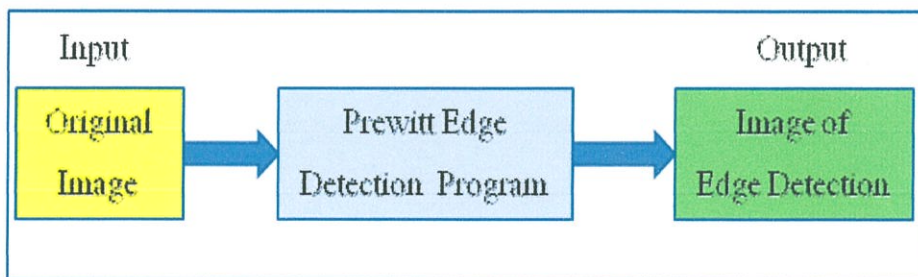 Input
Output
Original
Image
Prewitt Edge
Detection Program
Image of
Edge Detection